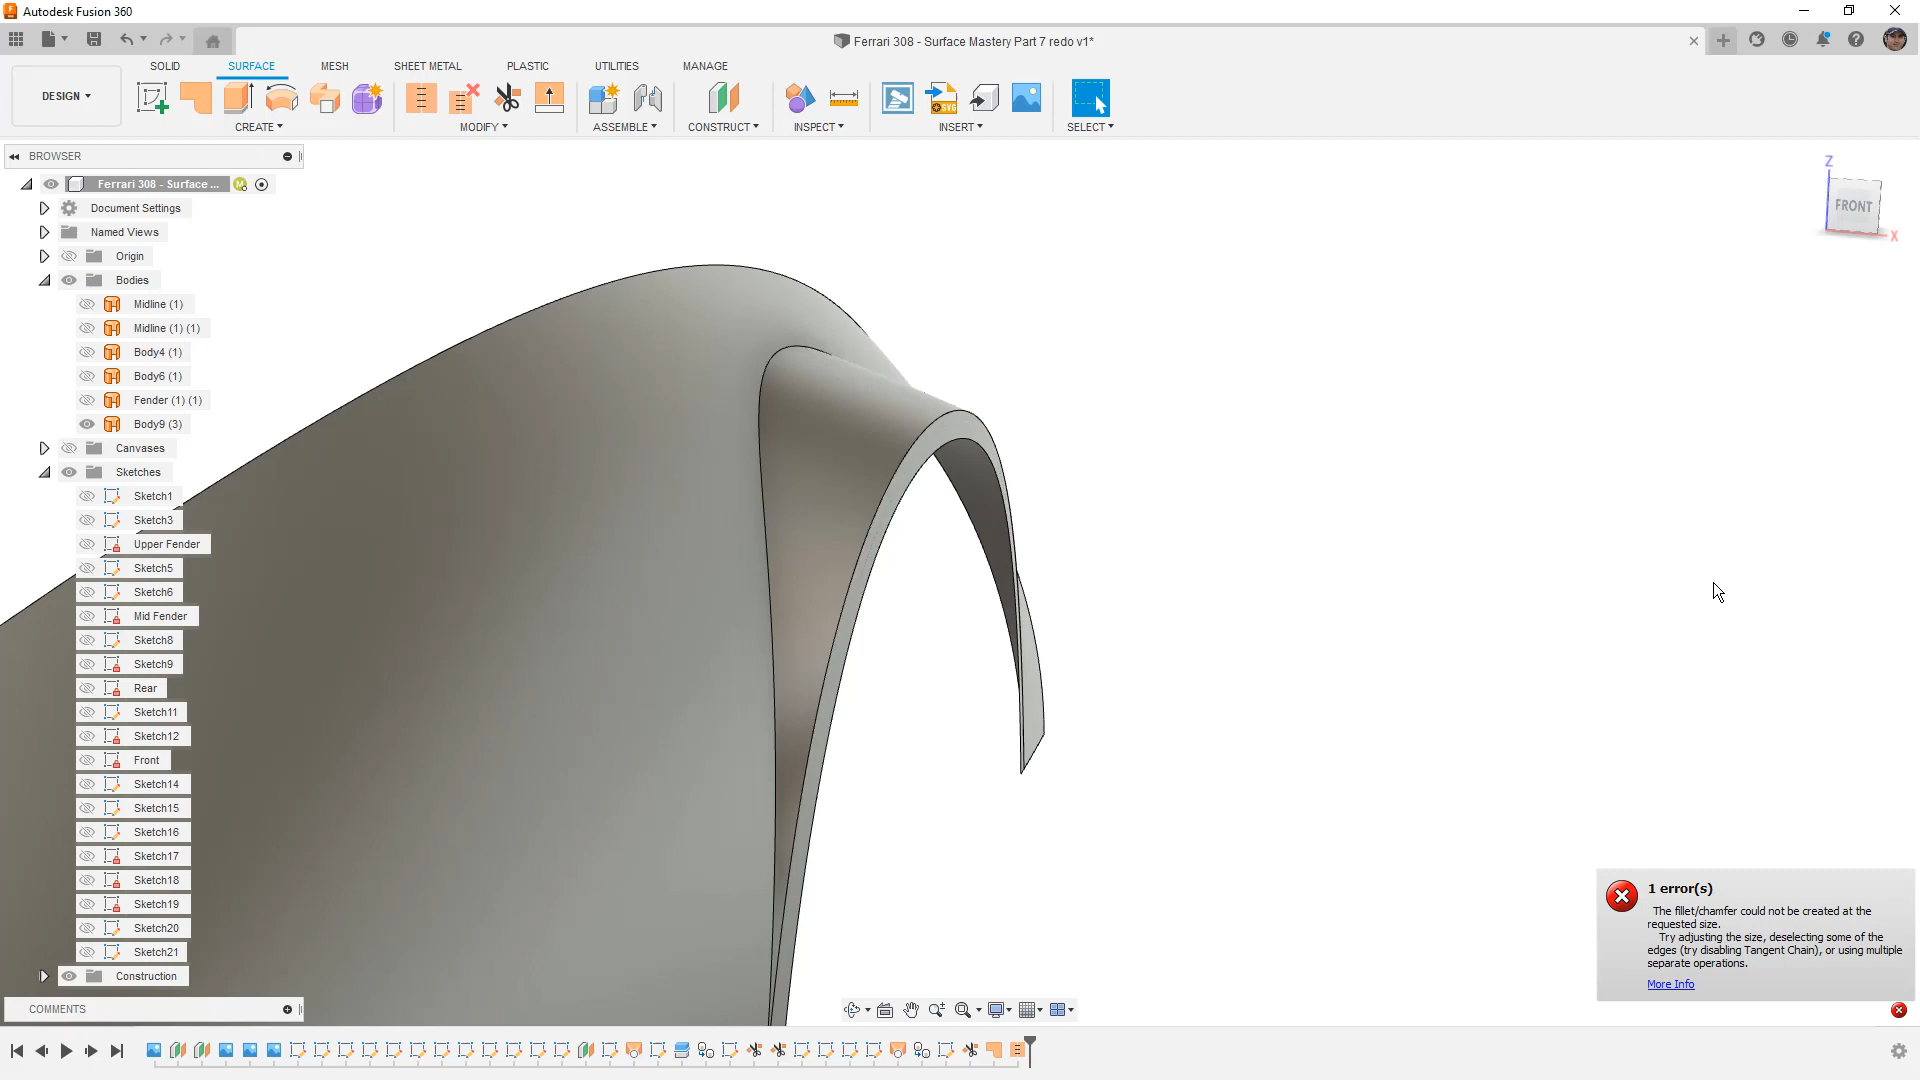 Autodesk Fusion 360
Ferrari 308 - Surface Mastery Part 7 redo v1*
SOLID
SURFACE
MESH
SHEET METAL
PLASTIC
UTILITIES
MANAGE
DESIGN
CREATE
MODIFY
ASSEMBLE
CONSTRUCT
INSPECT
INSERT
SELECT
BROWSER
Ferrari 308 - Surface ...
Document Settings
Named Views
Origin
Bodies
Midline (1)
Midline (1) (1)
Body4 (1)
Body6 (1)
Fender (1) (1)
Body9 (3)
Canvases
Sketches
Sketch1
Sketch3
Upper Fender
Sketch5
Sketch6
Mid Fender
Sketch8
Sketch9
Rear
Sketch11
Sketch12
Front
Sketch14
Sketch15
Sketch16
Sketch17
Sketch18
Sketch19
Sketch20
Sketch21
Construction
COMMENTS
Z
FRONT
X
1 error(s)
The fillet/chamfer could not be created at the
requested size.
Try adjusting the size, deselecting some of the
edges (try disabling Tangent Chain), or using multiple
separate operations.
More Info